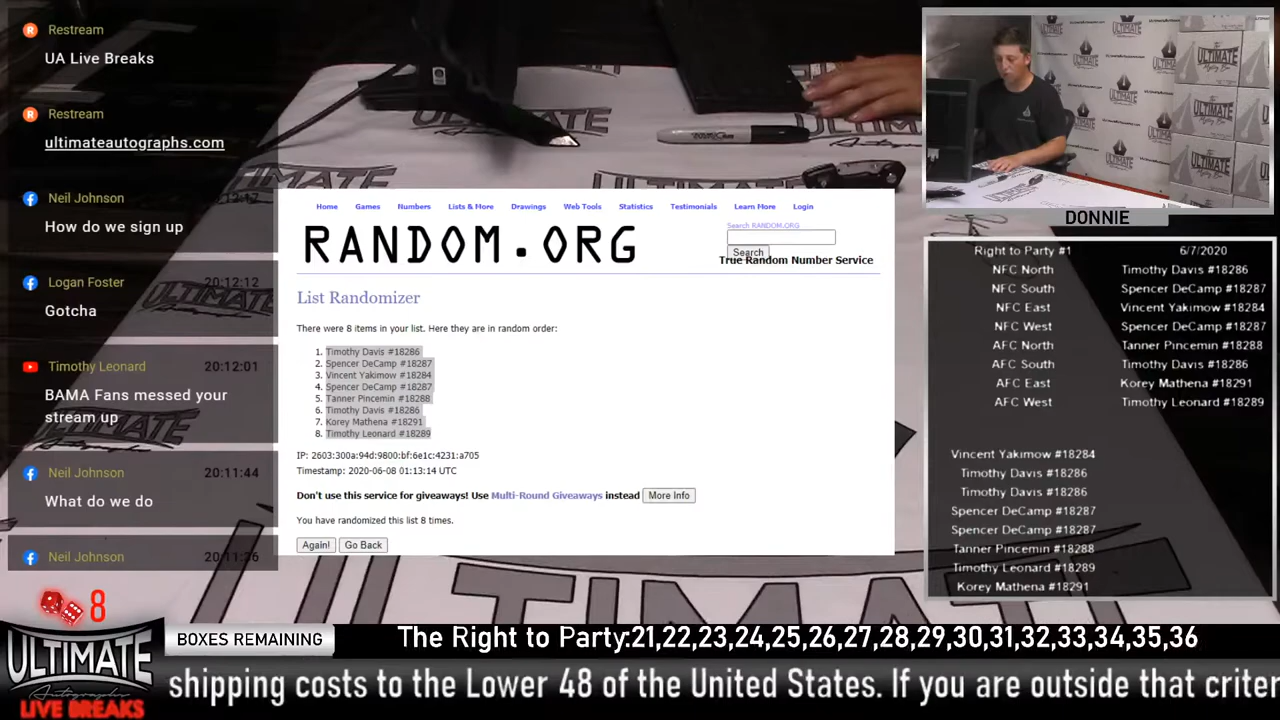 Restream
UA Live Breaks
Restream
ultimateautographs.com
Neil Johnson
How do we sign up
Logan Foster 20:12:12
Gotcha
Timothy Leonard 20:12:01
BAMA Fans messed your
stream up
Neil Johnson 20:11:44
What do we do
Neil Johnson 20:11:36
8
ULTIMATE
Autographs
LIVE BREAKS
Home Games Numbers Lists & More Drawings Web Tools Statistics Testimonials Learn More Login
RANDOM.ORG
Search RANDOM.ORG
Search
True Random Number Service
List Randomizer
There were 8 items in your list. Here they are in random order:
1. Timothy Davis #18286
2. Spencer DeCamp #18287
3. Vincent Yakimow #18284
4. Spencer DeCamp #18287
5. Tanner Pincemin #18288
6. Timothy Davis #18286
7. Korey Mathena #18291
8. Timothy Leonard #18289
IP: 2603:300a:94d:9800:bf:6e1c:4231:a705
Timestamp: 2020-06-08 01:13:14 UTC
Don't use this service for giveaways! Use Multi-Round Giveaways instead More Info
You have randomized this list 8 times.
Again! Go Back
DONNIE
Right to Party #1 6/7/2020
NFC North Timothy Davis #18286
NFC South Spencer DeCamp #18287
NFC East Vincent Yakimow #18284
NFC West Spencer DeCamp #18287
AFC North Tanner Pincemin #18288
AFC South Timothy Davis #18286
AFC East Korey Mathena #18291
AFC West Timothy Leonard #18289
Vincent Yakimow #18284
Timothy Davis #18286
Timothy Davis #18286
Spencer DeCamp #18287
Spencer DeCamp #18287
Tanner Pincemin #18288
Timothy Leonard #18289
Korey Mathena #18291
BOXES REMAINING
The Right to Party:21,22,23,24,25,26,27,28,29,30,31,32,33,34,35,36
shipping costs to the Lower 48 of the United States. If you are outside that criter